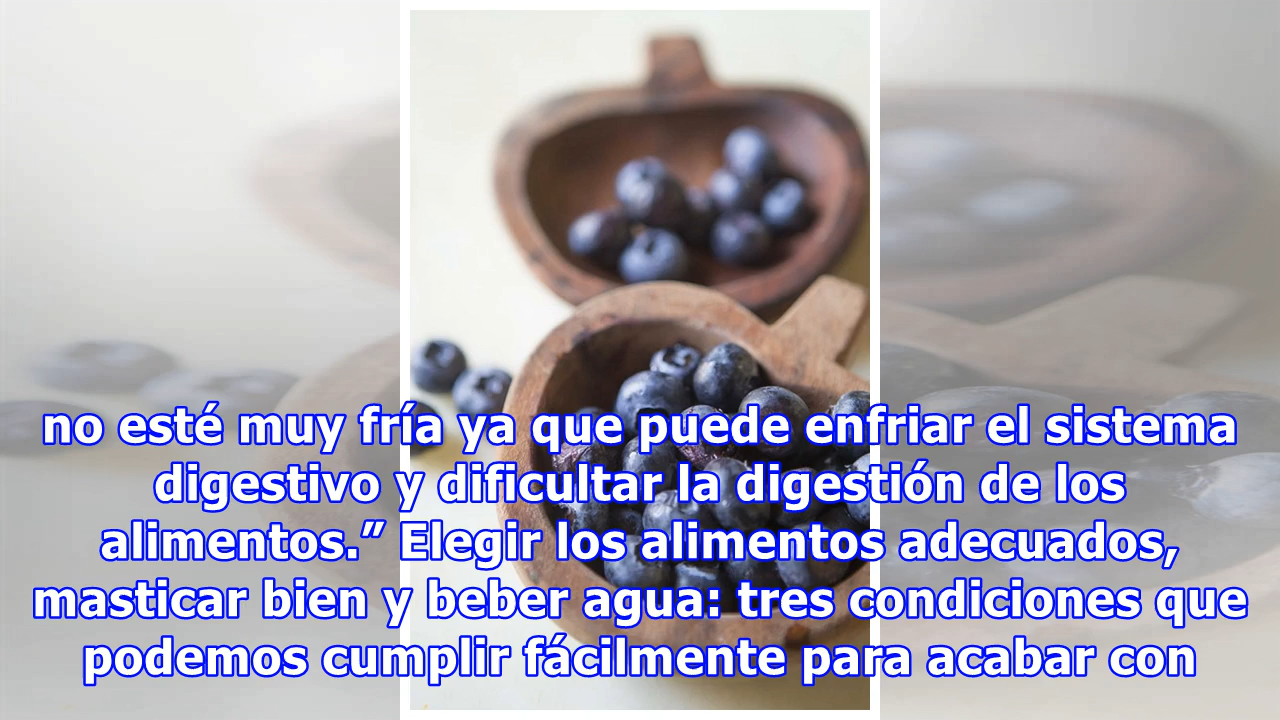 no esté muy fría ya que puede enfriar el sistema
digestivo y dificultar la digestión de los
alimentos.” Elegir los alimentos adecuados,
masticar bien y beber agua: tres condiciones que
podemos cumplir fácilmente para acabar con